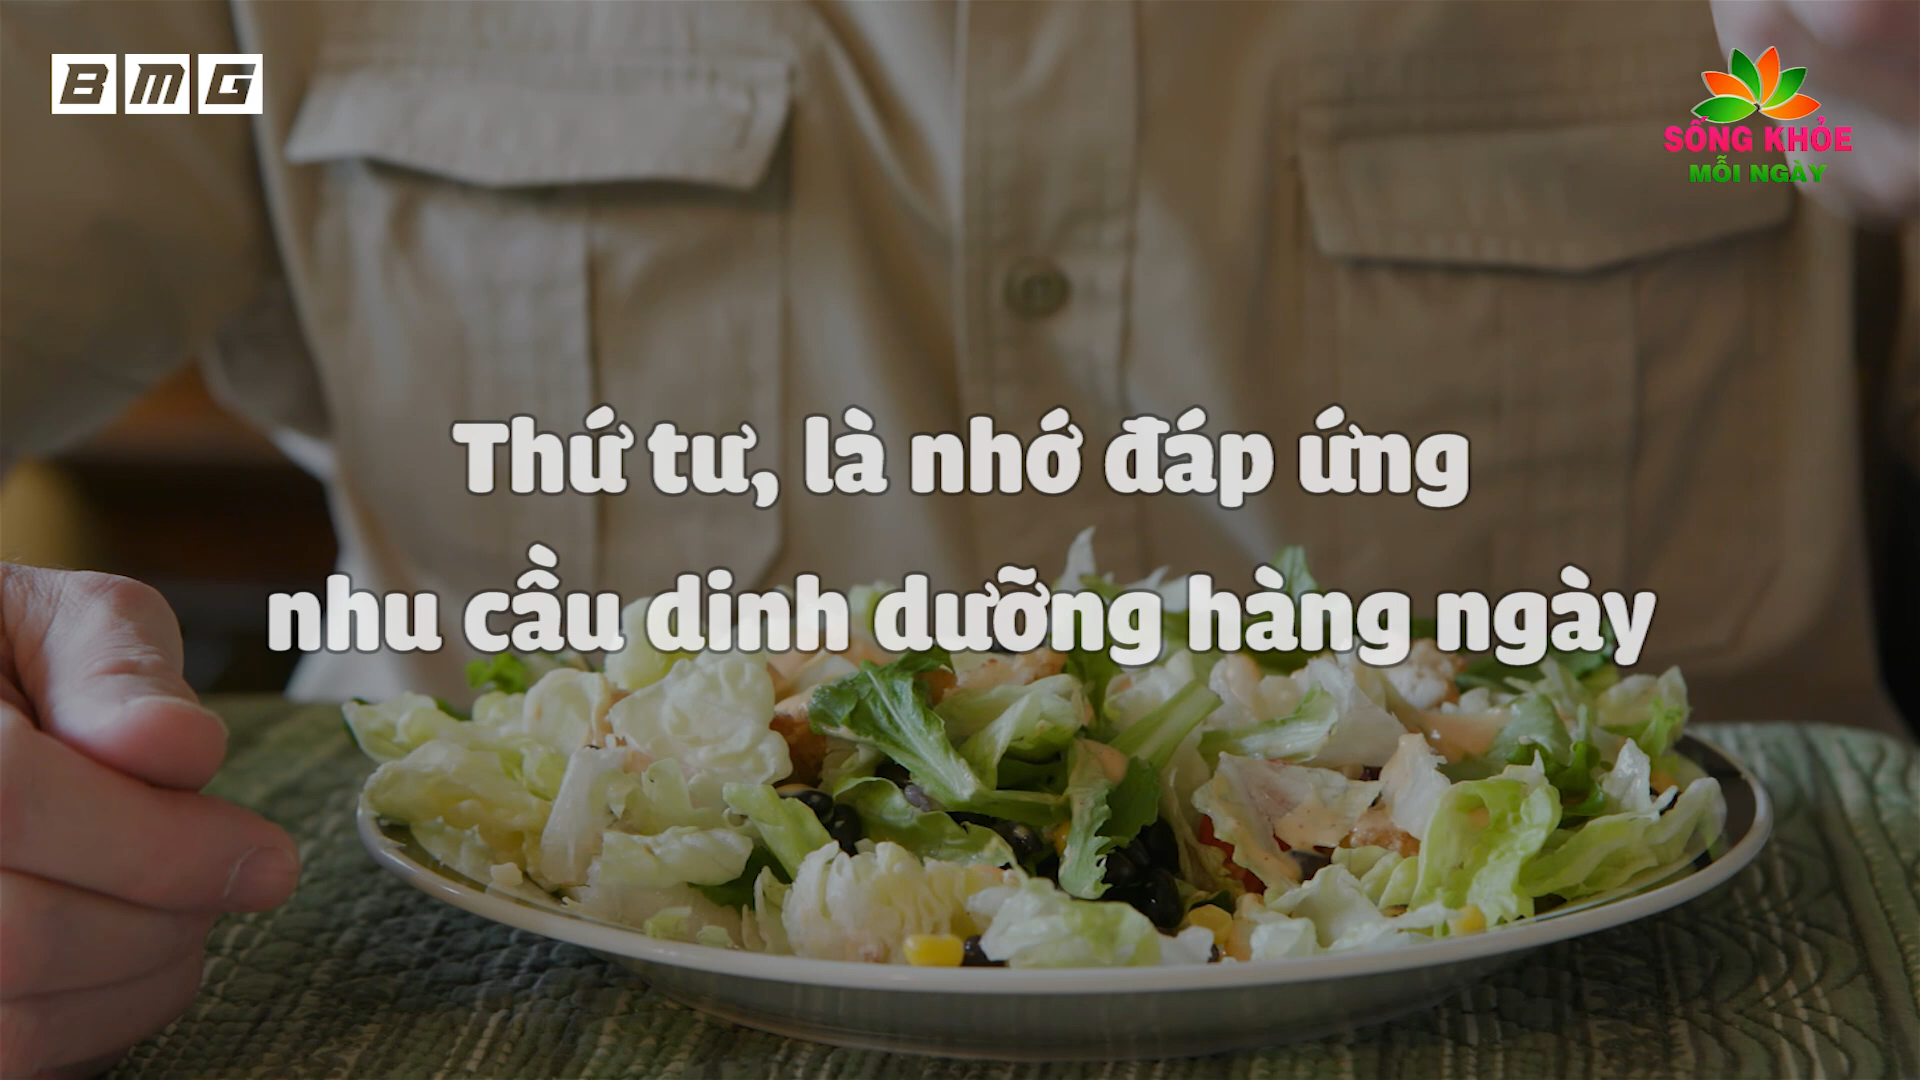 BMG
SỐNG KHỎE
MỖI NGÀY
Thứ tư, là nhớ đáp ứng
nhu cầu dinh dưỡng hàng ngày